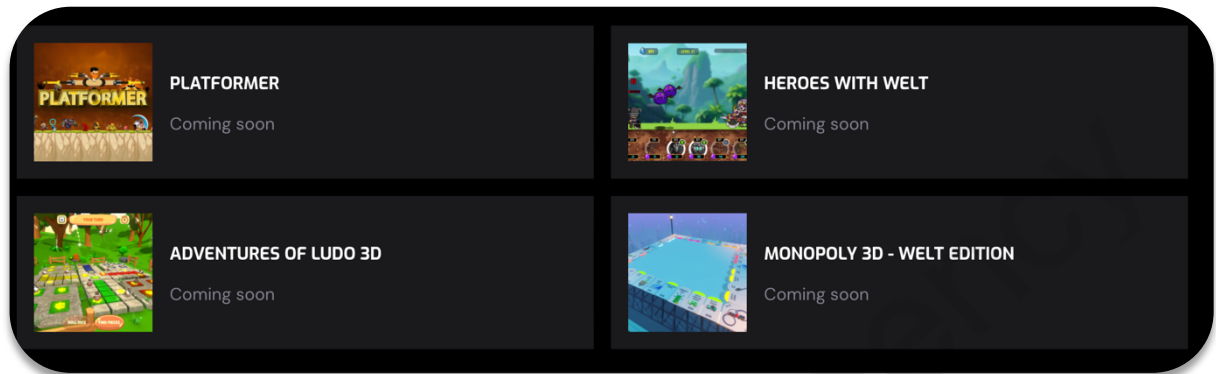 PLATFORMER
PLATFORMER
Coming soon
HEROES WITH WELT
Coming soon
ADVENTURES OF LUDO 3D
Coming soon
MONOPOLY 3D - WELT EDITION
Coming soon